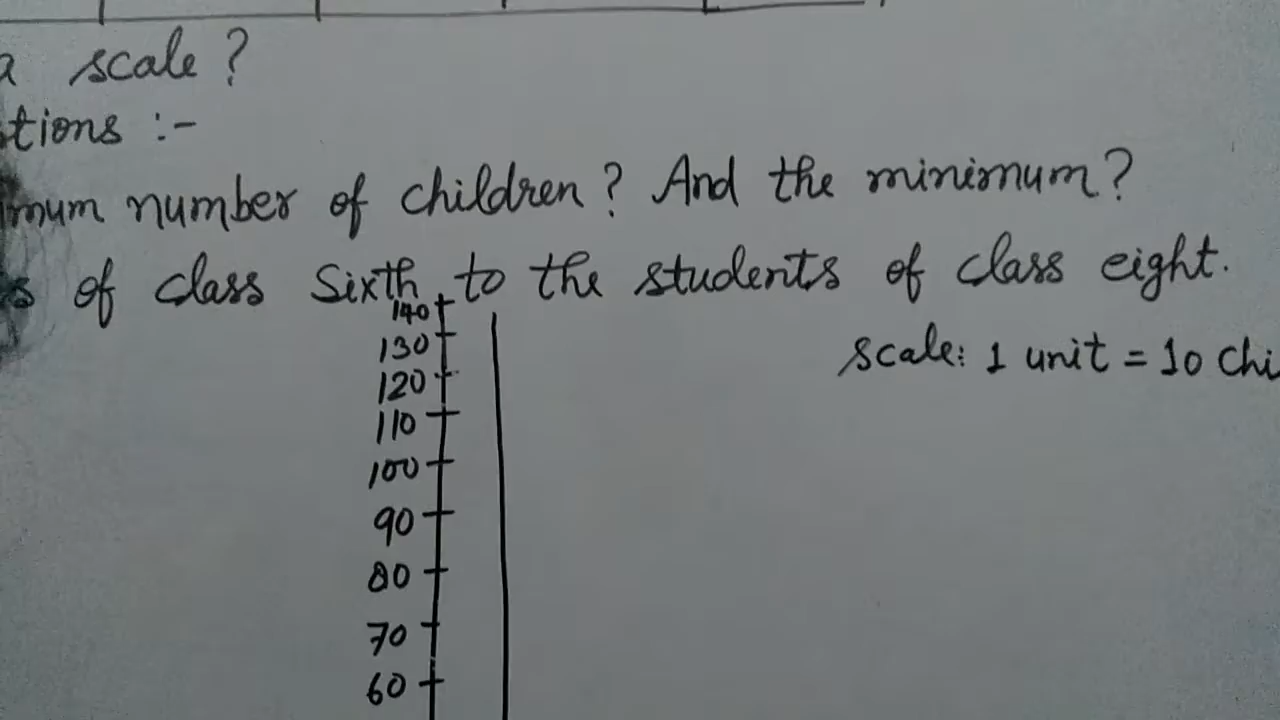 scale?
tions :-
mum number of children? And the minimum?
s of class Sixth to the students of class eight.
140
130
scale: 1 unit = 10 Chi
120
110
100
90
80
70
60